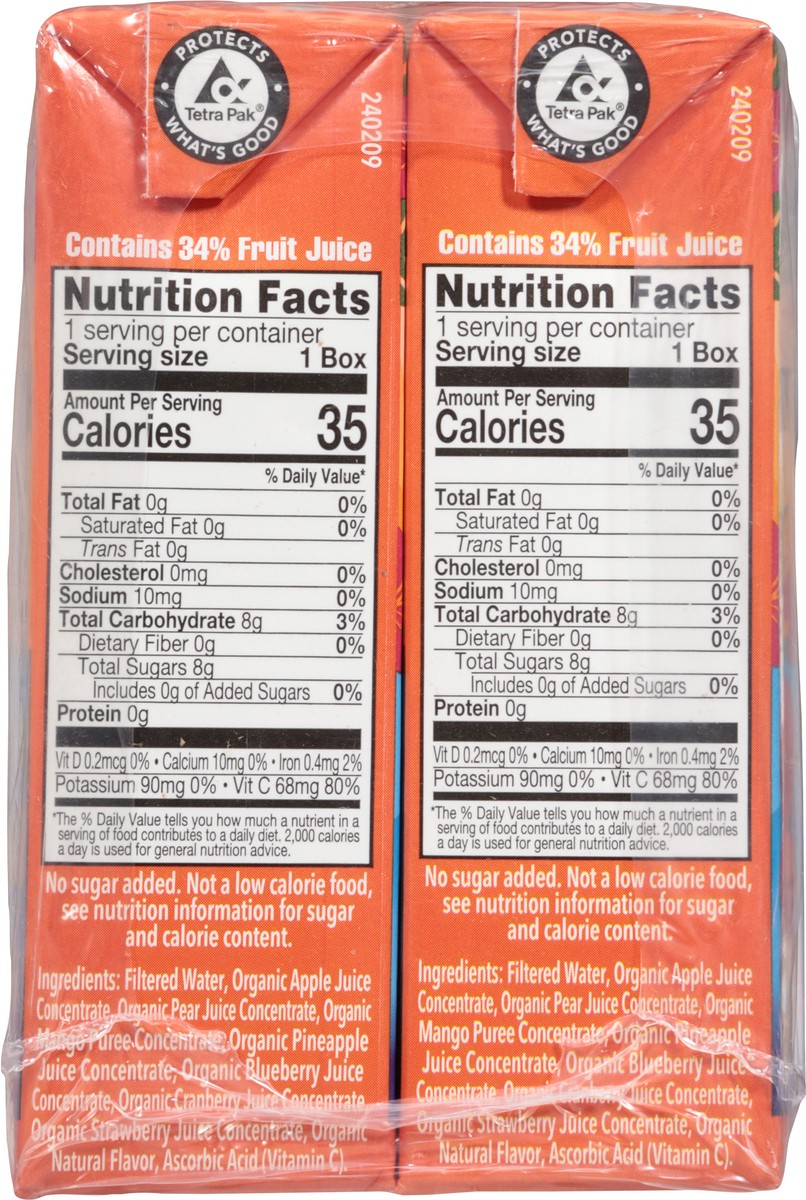 PROTECTS
Tetra Pak®
WHAT'S GOOD
240209
Contains 34% Fruit Juice
Nutrition Facts
1 serving per container
Serving size 1 Box
Amount Per Serving
Calories 35
% Daily Value*
Total Fat 0g 0%
Saturated Fat 0g 0%
Trans Fat 0g
Cholesterol 0mg 0%
Sodium 10mg 0%
Total Carbohydrate 8g 3%
Dietary Fiber 0g 0%
Total Sugars 8g
Includes 0g of Added Sugars 0%
Protein 0g
Vit D 0.2mcg 0% • Calcium 10mg 0% • Iron 0.4mg 2%
Potassium 90mg 0% • Vit C 68mg 80%
*The % Daily Value tells you how much a nutrient in a
serving of food contributes to a daily diet. 2,000 calories
a day is used for general nutrition advice.
No sugar added. Not a low calorie food,
see nutrition information for sugar
and calorie content.
Ingredients: Filtered Water, Organic Apple Juice
Concentrate, Organic Pear Juice Concentrate, Organic
Mango Puree Concentrate, Organic Pineapple
Juice Concentrate, Organic Blueberry Juice
Concentrate, Organic Cranberry Juice Concentrate,
Organic Strawberry Juice Concentrate, Organic
Natural Flavor, Ascorbic Acid (Vitamin C).
PROTECTS
Tetra Pak®
WHAT'S GOOD
240209
Contains 34% Fruit Juice
Nutrition Facts
1 serving per container
Serving size 1 Box
Amount Per Serving
Calories 35
% Daily Value*
Total Fat 0g 0%
Saturated Fat 0g 0%
Trans Fat 0g
Cholesterol 0mg 0%
Sodium 10mg 0%
Total Carbohydrate 8g 3%
Dietary Fiber 0g 0%
Total Sugars 8g
Includes 0g of Added Sugars 0%
Protein 0g
Vit D 0.2mcg 0% • Calcium 10mg 0% • Iron 0.4mg 2%
Potassium 90mg 0% • Vit C 68mg 80%
*The % Daily Value tells you how much a nutrient in a
serving of food contributes to a daily diet. 2,000 calories
a day is used for general nutrition advice.
No sugar added. Not a low calorie food,
see nutrition information for sugar
and calorie content.
Ingredients: Filtered Water, Organic Apple Juice
Concentrate, Organic Pear Juice Concentrate, Organic
Mango Puree Concentrate, Organic Pineapple
Juice Concentrate, Organic Blueberry Juice
Concentrate, Organic Cranberry Juice Concentrate,
Organic Strawberry Juice Concentrate, Organic
Natural Flavor, Ascorbic Acid (Vitamin C).